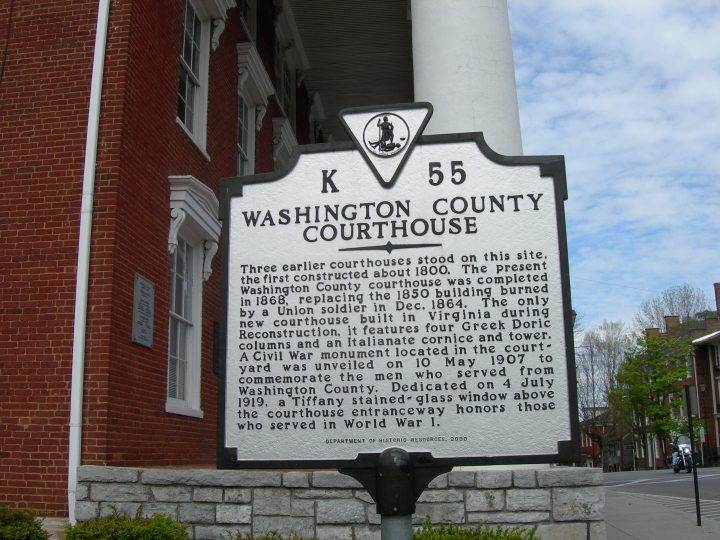 K 55
WASHINGTON COUNTY
COURTHOUSE
Three earlier courthouses stood on this site,
the first constructed about 1800. The present
Washington County courthouse was completed
in 1868, replacing the 1850 building burned
by a Union soldier in Dec. 1864. The only
new courthouse built in Virginia during
Reconstruction, it features four Greek Doric
columns and an Italianate cornice and tower.
A Civil War monument located in the court-
yard was unveiled on 10 May 1907 to
commemorate the men who served from
Washington County. Dedicated on 4 July
1919, a Tiffany stained-glass window above
the courthouse entranceway honors those
who served in World War I.
DEPARTMENT OF HISTORIC RESOURCES, 2000